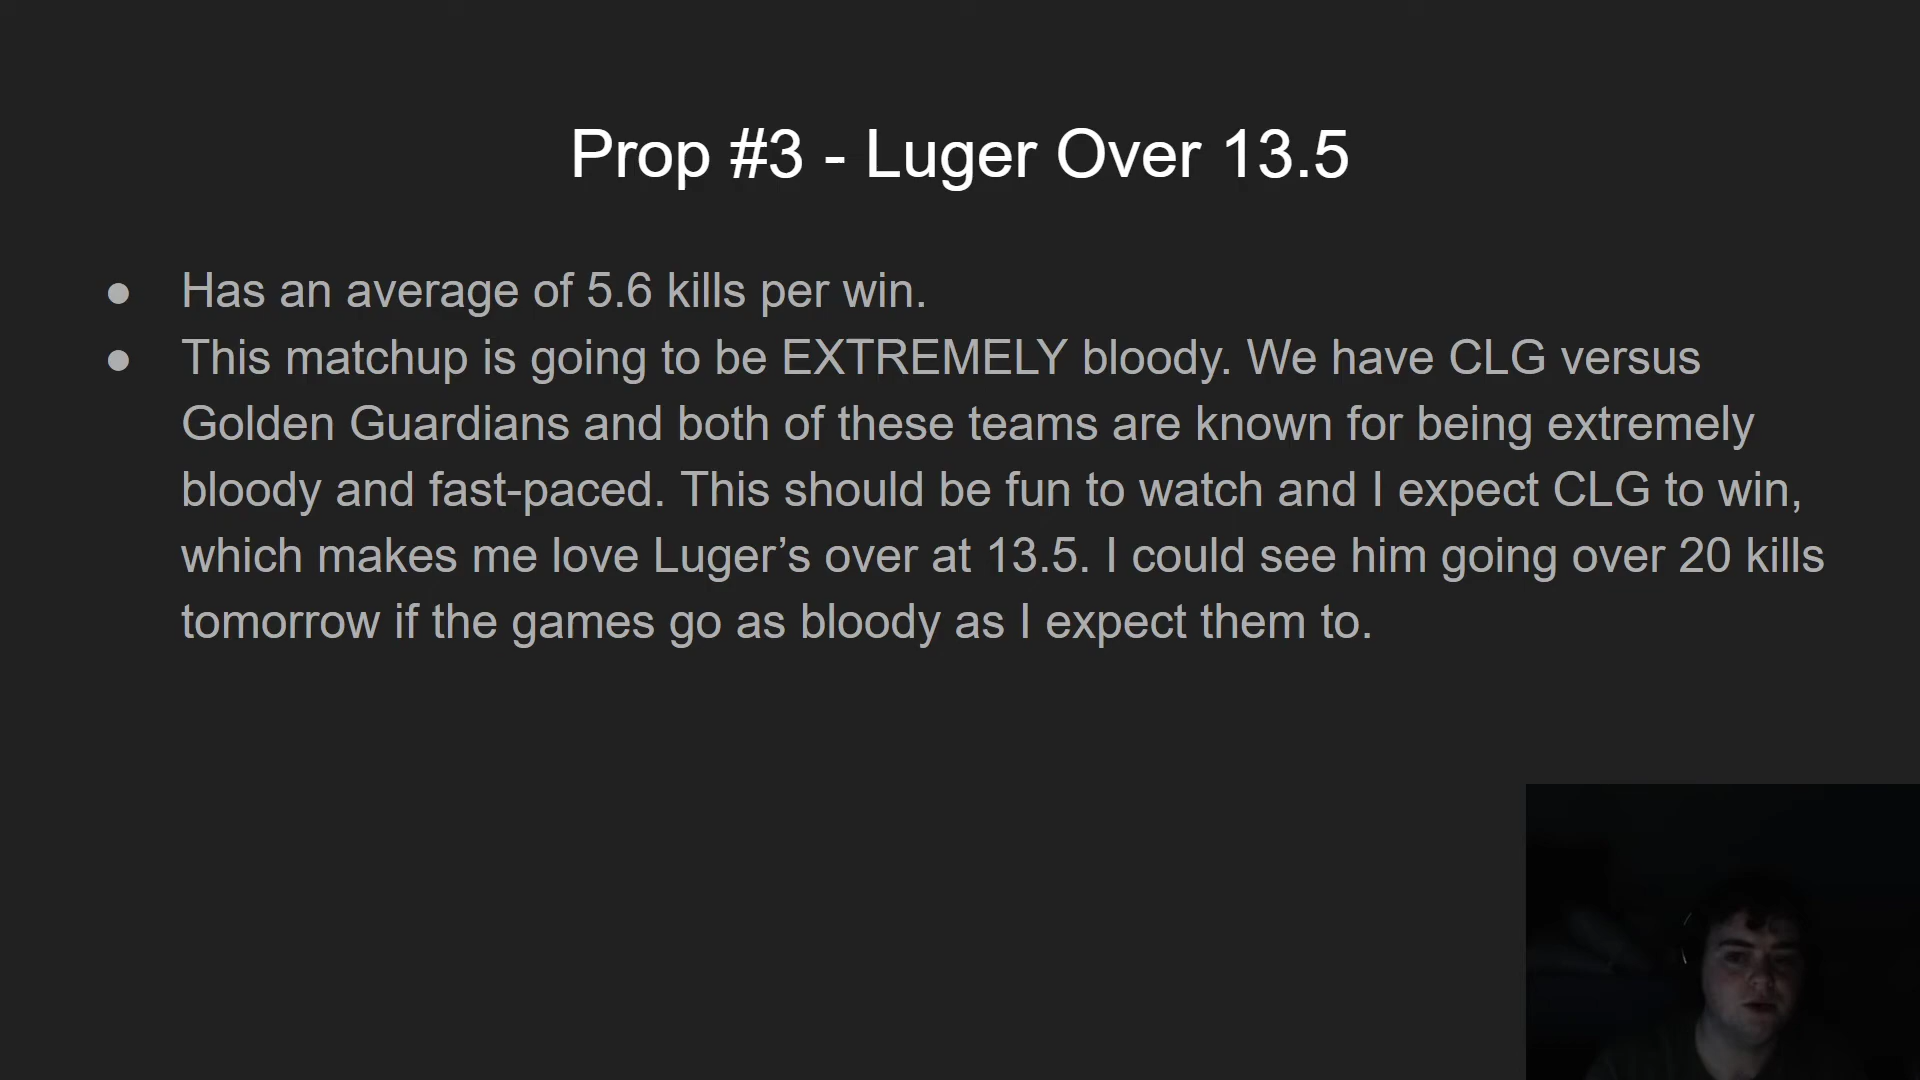 Prop #3 - Luger Over 13.5
● Has an average of 5.6 kills per win.
● This matchup is going to be EXTREMELY bloody. We have CLG versus
Golden Guardians and both of these teams are known for being extremely
bloody and fast-paced. This should be fun to watch and I expect CLG to win,
which makes me love Luger’s over at 13.5. I could see him going over 20 kills
tomorrow if the games go as bloody as I expect them to.